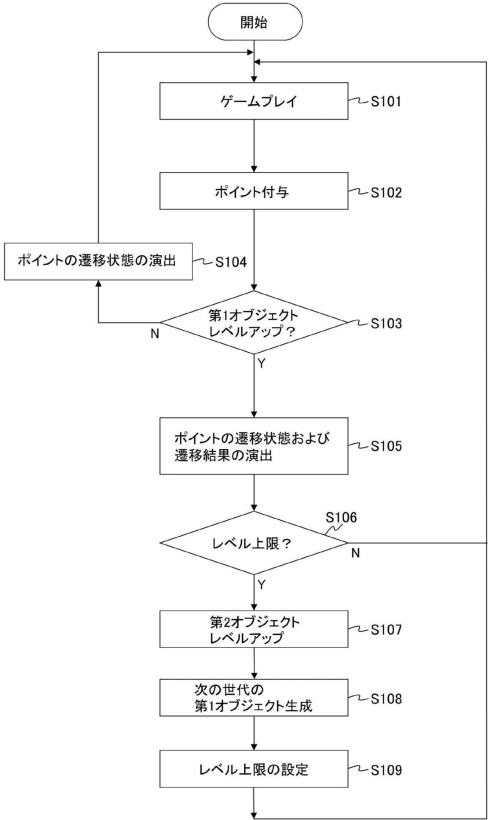 開始
ゲームプレイ
S101
ポイント付与
S102
ポイントの遷移状態の演出
S104
第1オブジェクト
レベルアップ?
S103
N
Y
ポイントの遷移状態および
遷移結果の演出
S105
S106
レベル上限?
N
Y
第2オブジェクト
レベルアップ
S107
次の世代の
第1オブジェクト生成
S108
レベル上限の設定
S109